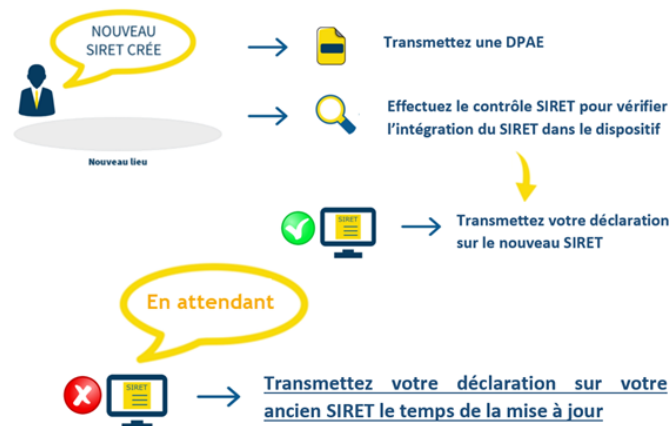 NOUVEAU
SIRET CRÉE
Transmettez une DPAE
Effectuez le contrôle SIRET pour vérifier
l'intégration du SIRET dans le dispositif
Nouveau lieu
SIRET
Transmettez votre déclaration
sur le nouveau SIRET
En attendant
SIRET
Transmettez votre déclaration sur votre
ancien SIRET le temps de la mise à jour